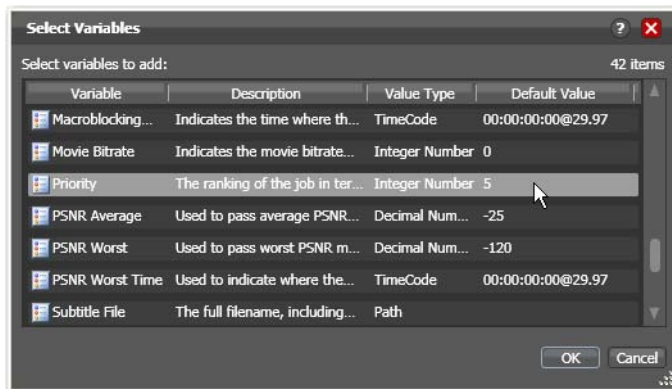 Select Variables ?
Select variables to add: 42 items
Variable Description Value Type Default Value
Macroblocking... Indicates the time where th... TimeCode 00:00:00:00@29.97
Movie Bitrate Indicates the movie bitrate... Integer Number 0
Priority The ranking of the job in ter... Integer Number 5
PSNR Average Used to pass average PSNR... Decimal Num... -25
PSNR Worst Used to pass worst PSNR m... Decimal Num... -120
PSNR Worst Time Used to indicate where the... TimeCode 00:00:00:00@29.97
Subtitle File The full filename, including... Path
OK Cancel